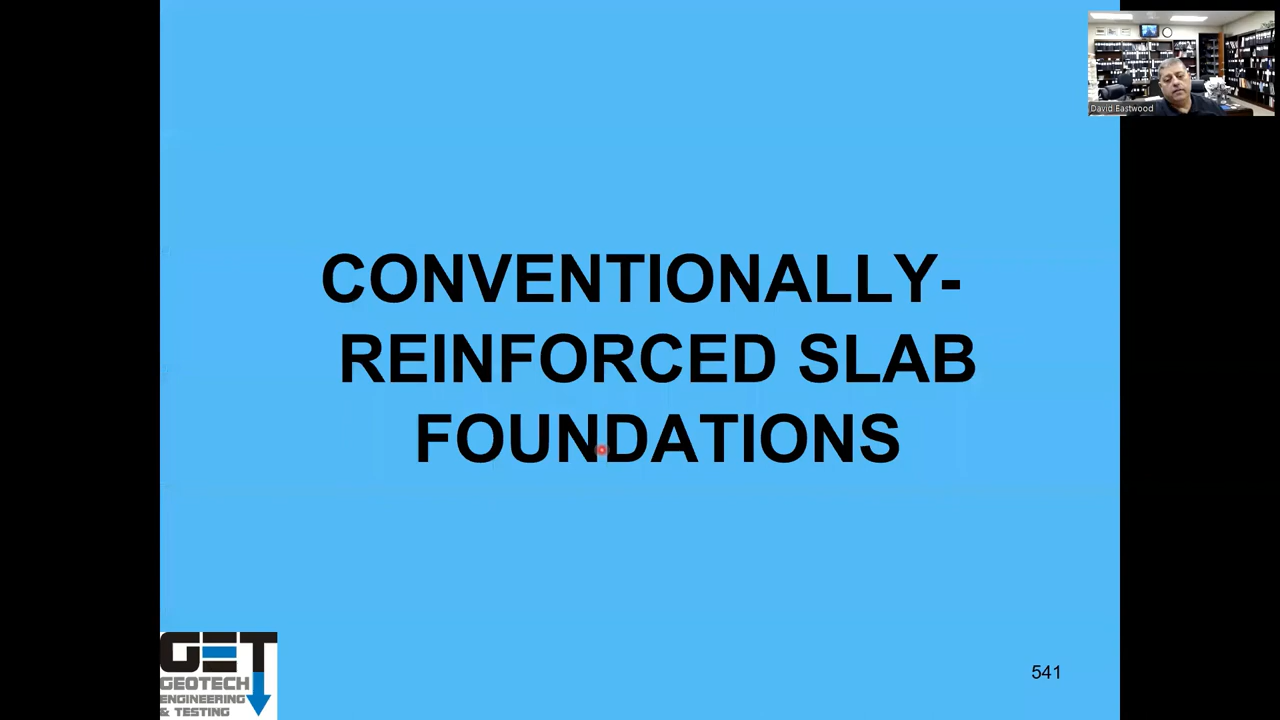 David Eastwood
CONVENTIONALLY-
REINFORCED SLAB
FOUNDATIONS
GET
GEOTECH
ENGINEERING
& TESTING
541